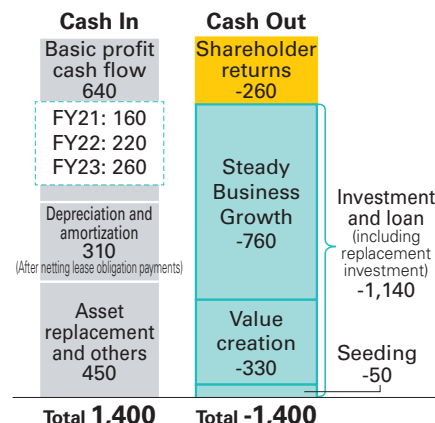 Cash In
Basic profit
cash flow
640
FY21: 160
FY22: 220
FY23: 260
Depreciation and
amortization
310
(After netting lease obligation payments)
Asset
replacement
and others
450
Total 1,400
Cash Out
Shareholder
returns
-260
Steady
Business
Growth
-760
Value
creation
-330
Total -1,400
Investment
and loan
(including
replacement
investment)
-1,140
Seeding
-50